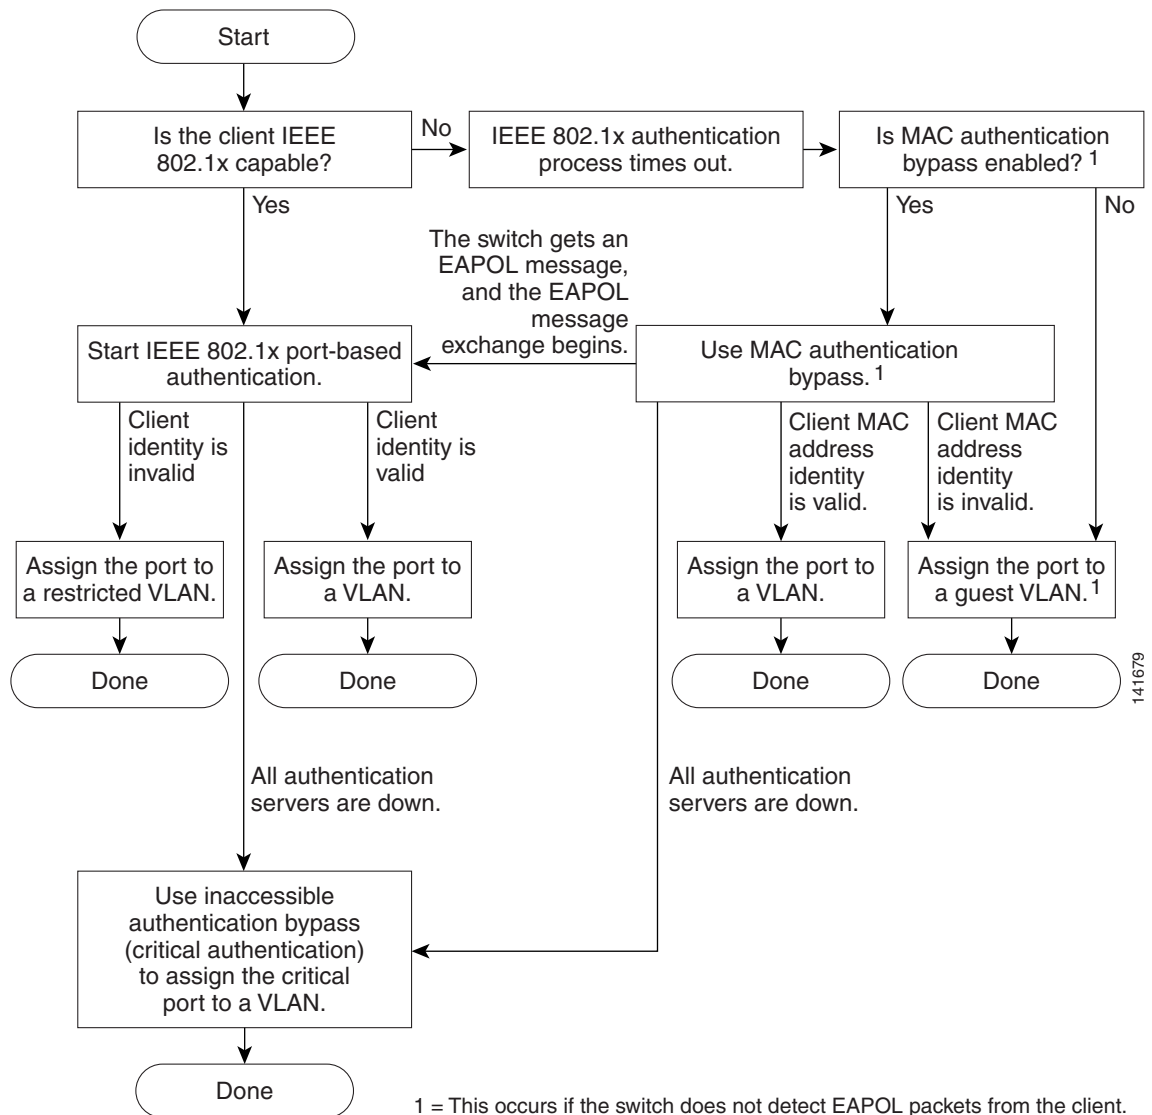 Start
Is the client IEEE
802.1x capable?
No
IEEE 802.1x authentication
process times out.
Is MAC authentication
bypass enabled? 1
Yes
Yes
No
The switch gets an
EAPOL message,
and the EAPOL
message
exchange begins.
Start IEEE 802.1x port-based
authentication.
Use MAC authentication
bypass. 1
Client
identity is
invalid
Client
identity is
valid
Client MAC
address
identity
is valid.
Client MAC
address
identity
is invalid.
Assign the port to
a restricted VLAN.
Assign the port to
a VLAN.
Assign the port to
a VLAN.
Assign the port to
a guest VLAN. 1
Done
Done
Done
Done
141679
All authentication
servers are down.
All authentication
servers are down.
Use inaccessible
authentication bypass
(critical authentication)
to assign the critical
port to a VLAN.
Done
1 = This occurs if the switch does not detect EAPOL packets from the client.